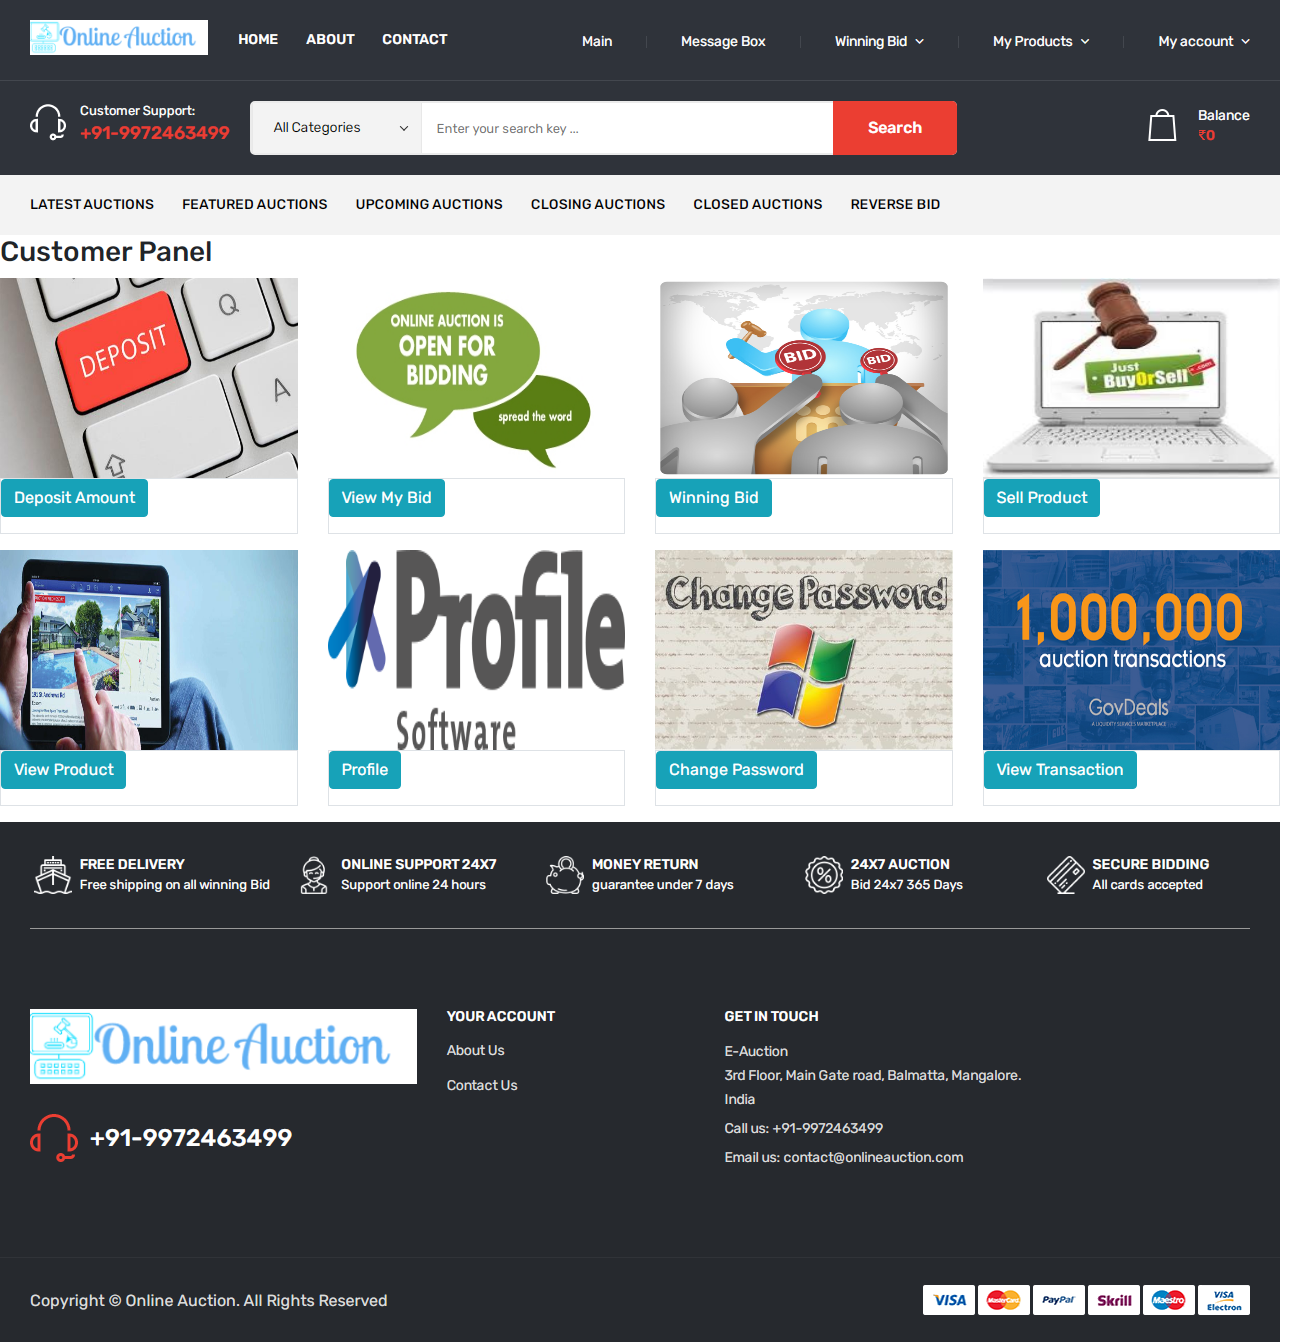 Online Auction
HOME ABOUT CONTACT
Main Message Box Winning Bid My Products My account
Customer Support:
+91-9972463499
All Categories Enter your search key ... Search
Balance
₹0
LATEST AUCTIONS FEATURED AUCTIONS UPCOMING AUCTIONS CLOSING AUCTIONS CLOSED AUCTIONS REVERSE BID
Customer Panel
Q
DEPOSIT
A
ONLINE AUCTION IS
OPEN FOR
BIDDING
spread the word
BID
BID
Just
BuyOrSell
.com
Deposit Amount
View My Bid
Winning Bid
Sell Product
Profile
Software
Change Password
1,000,000
auction transactions
GovDeals
A LIQUIDITY SERVICES MARKETPLACE
View Product
Profile
Change Password
View Transaction
FREE DELIVERY
Free shipping on all winning Bid
ONLINE SUPPORT 24X7
Support online 24 hours
MONEY RETURN
guarantee under 7 days
24X7 AUCTION
Bid 24x7 365 Days
SECURE BIDDING
All cards accepted
Online Auction
+91-9972463499
YOUR ACCOUNT
About Us
Contact Us
GET IN TOUCH
E-Auction
3rd Floor, Main Gate road, Balmatta, Mangalore.
India
Call us: +91-9972463499
Email us: contact@onlineauction.com
Copyright © Online Auction. All Rights Reserved
VISA MasterCard PayPal Skrill Maestro VISA Electron